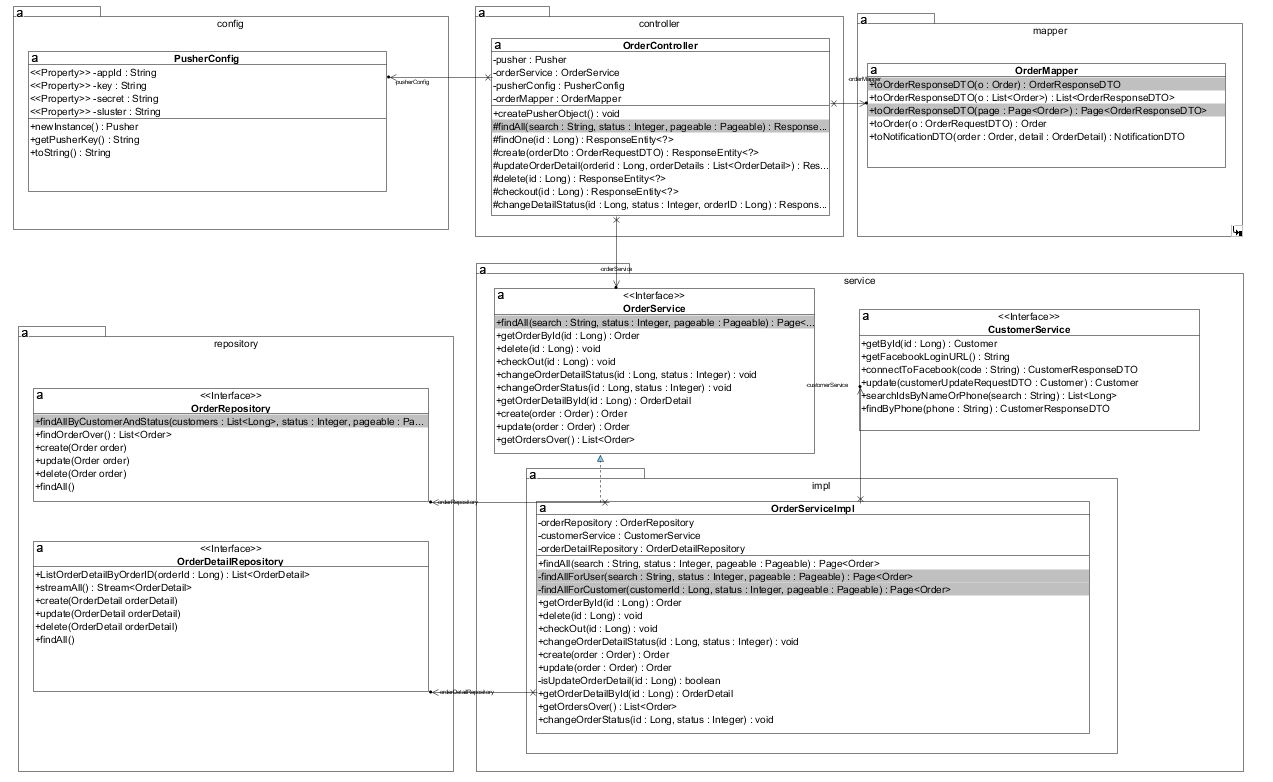 a
config
a
PusherConfig
<<Property>> -appId : String
<<Property>> -key : String
<<Property>> -secret : String
<<Property>> -sluster : String
+newInstance() : Pusher
+getPusherKey() : String
+toString() : String
-pusherConfig
a
controller
a
OrderController
-pusher : Pusher
-orderService : OrderService
-pusherConfig : PusherConfig
-orderMapper : OrderMapper
+createPusherObject() : void
#findAll(search : String, status : Integer, pageable : Pageable) : Response...
#findOne(id : Long) : ResponseEntity<?>
#create(orderDto : OrderRequestDTO) : ResponseEntity<?>
#updateOrderDetail(orderid : Long, orderDetails : List<OrderDetail>) : Res...
#delete(id : Long) : ResponseEntity<?>
#checkout(id : Long) : ResponseEntity<?>
#changeDetailStatus(id : Long, status : Integer, orderID : Long) : Respons...
a
mapper
a
OrderMapper
-orderMapper
+toOrderResponseDTO(o : Order) : OrderResponseDTO
+toOrderResponseDTO(o : List<Order>) : List<OrderResponseDTO>
+toOrderResponseDTO(page : Page<Order>) : Page<OrderResponseDTO>
+toOrder(o : OrderRequestDTO) : Order
+toNotificationDTO(order : Order, detail : OrderDetail) : NotificationDTO
-orderService
a
service
a
<<Interface>>
OrderService
+findAll(search : String, status : Integer, pageable : Pageable) : Page<...
+getOrderById(id : Long) : Order
+delete(id : Long) : void
+checkOut(id : Long) : void
+changeOrderDetailStatus(id : Long, status : Integer) : void
+changeOrderStatus(id : Long, status : Integer) : void
+getOrderDetailById(id : Long) : OrderDetail
+create(order : Order) : Order
+update(order : Order) : Order
+getOrdersOver() : List<Order>
a
<<Interface>>
CustomerService
+getById(id : Long) : Customer
+getFacebookLoginURL() : String
+connectToFacebook(code : String) : CustomerResponseDTO
+update(customerUpdateRequestDTO : Customer) : Customer
+searchIdsByNameOrPhone(search : String) : List<Long>
+findByPhone(phone : String) : CustomerResponseDTO
-customerService
a
repository
a
<<Interface>>
OrderRepository
+findAllByCustomerAndStatus(customers : List<Long>, status : Integer, pageable : Pa...
+findOrderOver() : List<Order>
+create(Order order)
+update(Order order)
+delete(Order order)
+findAll()
-orderRepository
a
<<Interface>>
OrderDetailRepository
+ListOrderDetailByOrderID(orderId : Long) : List<OrderDetail>
+streamAll() : Stream<OrderDetail>
+create(OrderDetail orderDetail)
+update(OrderDetail orderDetail)
+delete(OrderDetail orderDetail)
+findAll()
-orderDetailRepository
a
impl
a
OrderServiceImpl
-orderRepository : OrderRepository
-customerService : CustomerService
-orderDetailRepository : OrderDetailRepository
+findAll(search : String, status : Integer, pageable : Pageable) : Page<Order>
-findAllForUser(search : String, status : Integer, pageable : Pageable) : Page<Order>
-findAllForCustomer(customerId : Long, status : Integer, pageable : Pageable) : Page<Order>
+getOrderById(id : Long) : Order
+delete(id : Long) : void
+checkOut(id : Long) : void
+changeOrderDetailStatus(id : Long, status : Integer) : void
+create(order : Order) : Order
+update(order : Order) : Order
-isUpdateOrderDetail(id : Long) : boolean
+getOrderDetailById(id : Long) : OrderDetail
+getOrdersOver() : List<Order>
+changeOrderStatus(id : Long, status : Integer) : void